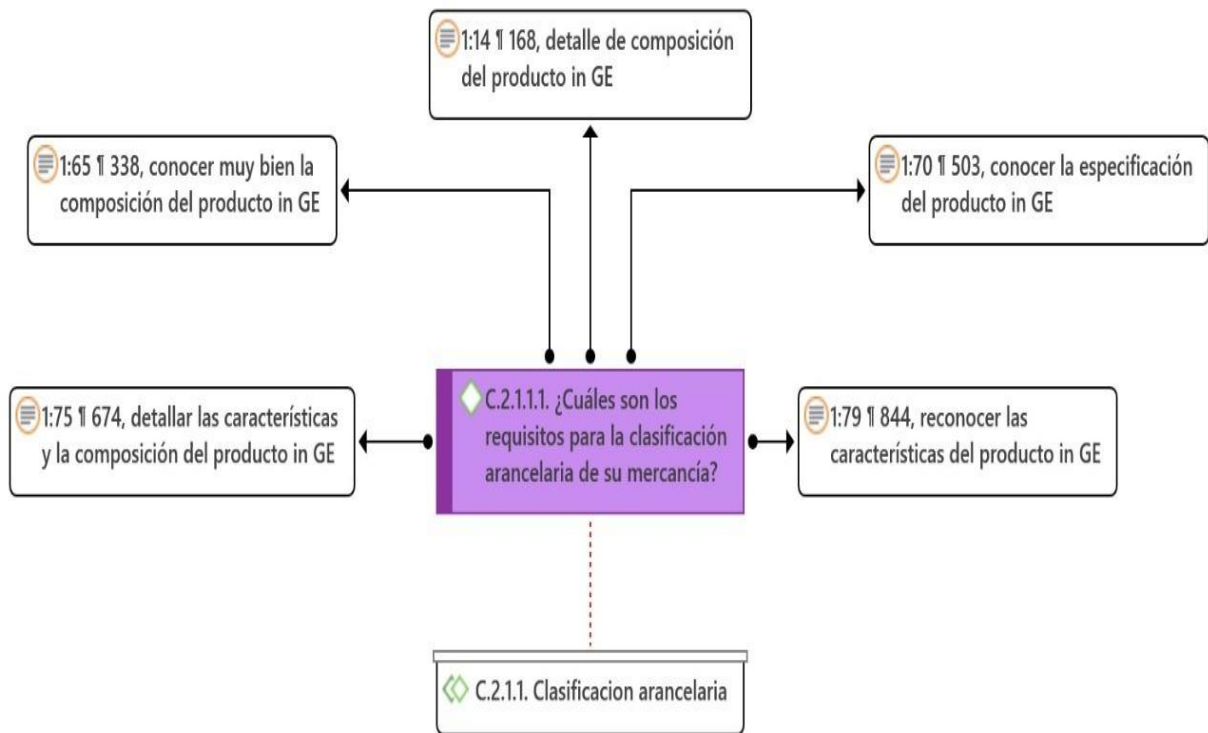 1:14 ¶ 168, detalle de composición
del producto in GE
1:65 ¶ 338, conocer muy bien la
composición del producto in GE
1:70 ¶ 503, conocer la especificación
del producto in GE
C.2.1.1.1. ¿Cuáles son los
requisitos para la clasificación
arancelaria de su mercancía?
1:75 ¶ 674, detallar las características
y la composición del producto in GE
1:79 ¶ 844, reconocer las
características del producto in GE
C.2.1.1. Clasificacion arancelaria